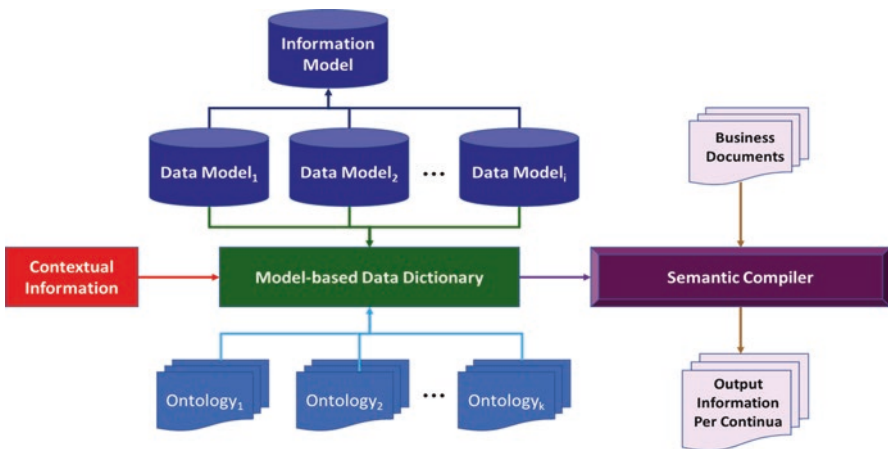 Information
Model
Data Model₁
Data Model₂
...
Data Modelᵢ
Business
Documents
Contextual
Information
Model-based Data Dictionary
Semantic Compiler
Ontology₁
Ontology₂
...
Ontologyₖ
Output
Information
Per Continua